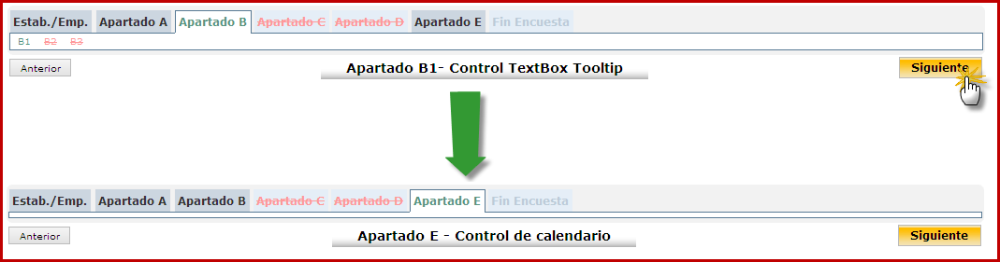 Estab./Emp. Apartado A Apartado B Apartado C Apartado D Apartado E Fin Encuesta
B1 B2 B3
Anterior Apartado B1- Control TextBox Tooltip Siguiente
Estab./Emp. Apartado A Apartado B Apartado C Apartado D Apartado E Fin Encuesta
Anterior Apartado E - Control de calendario Siguiente